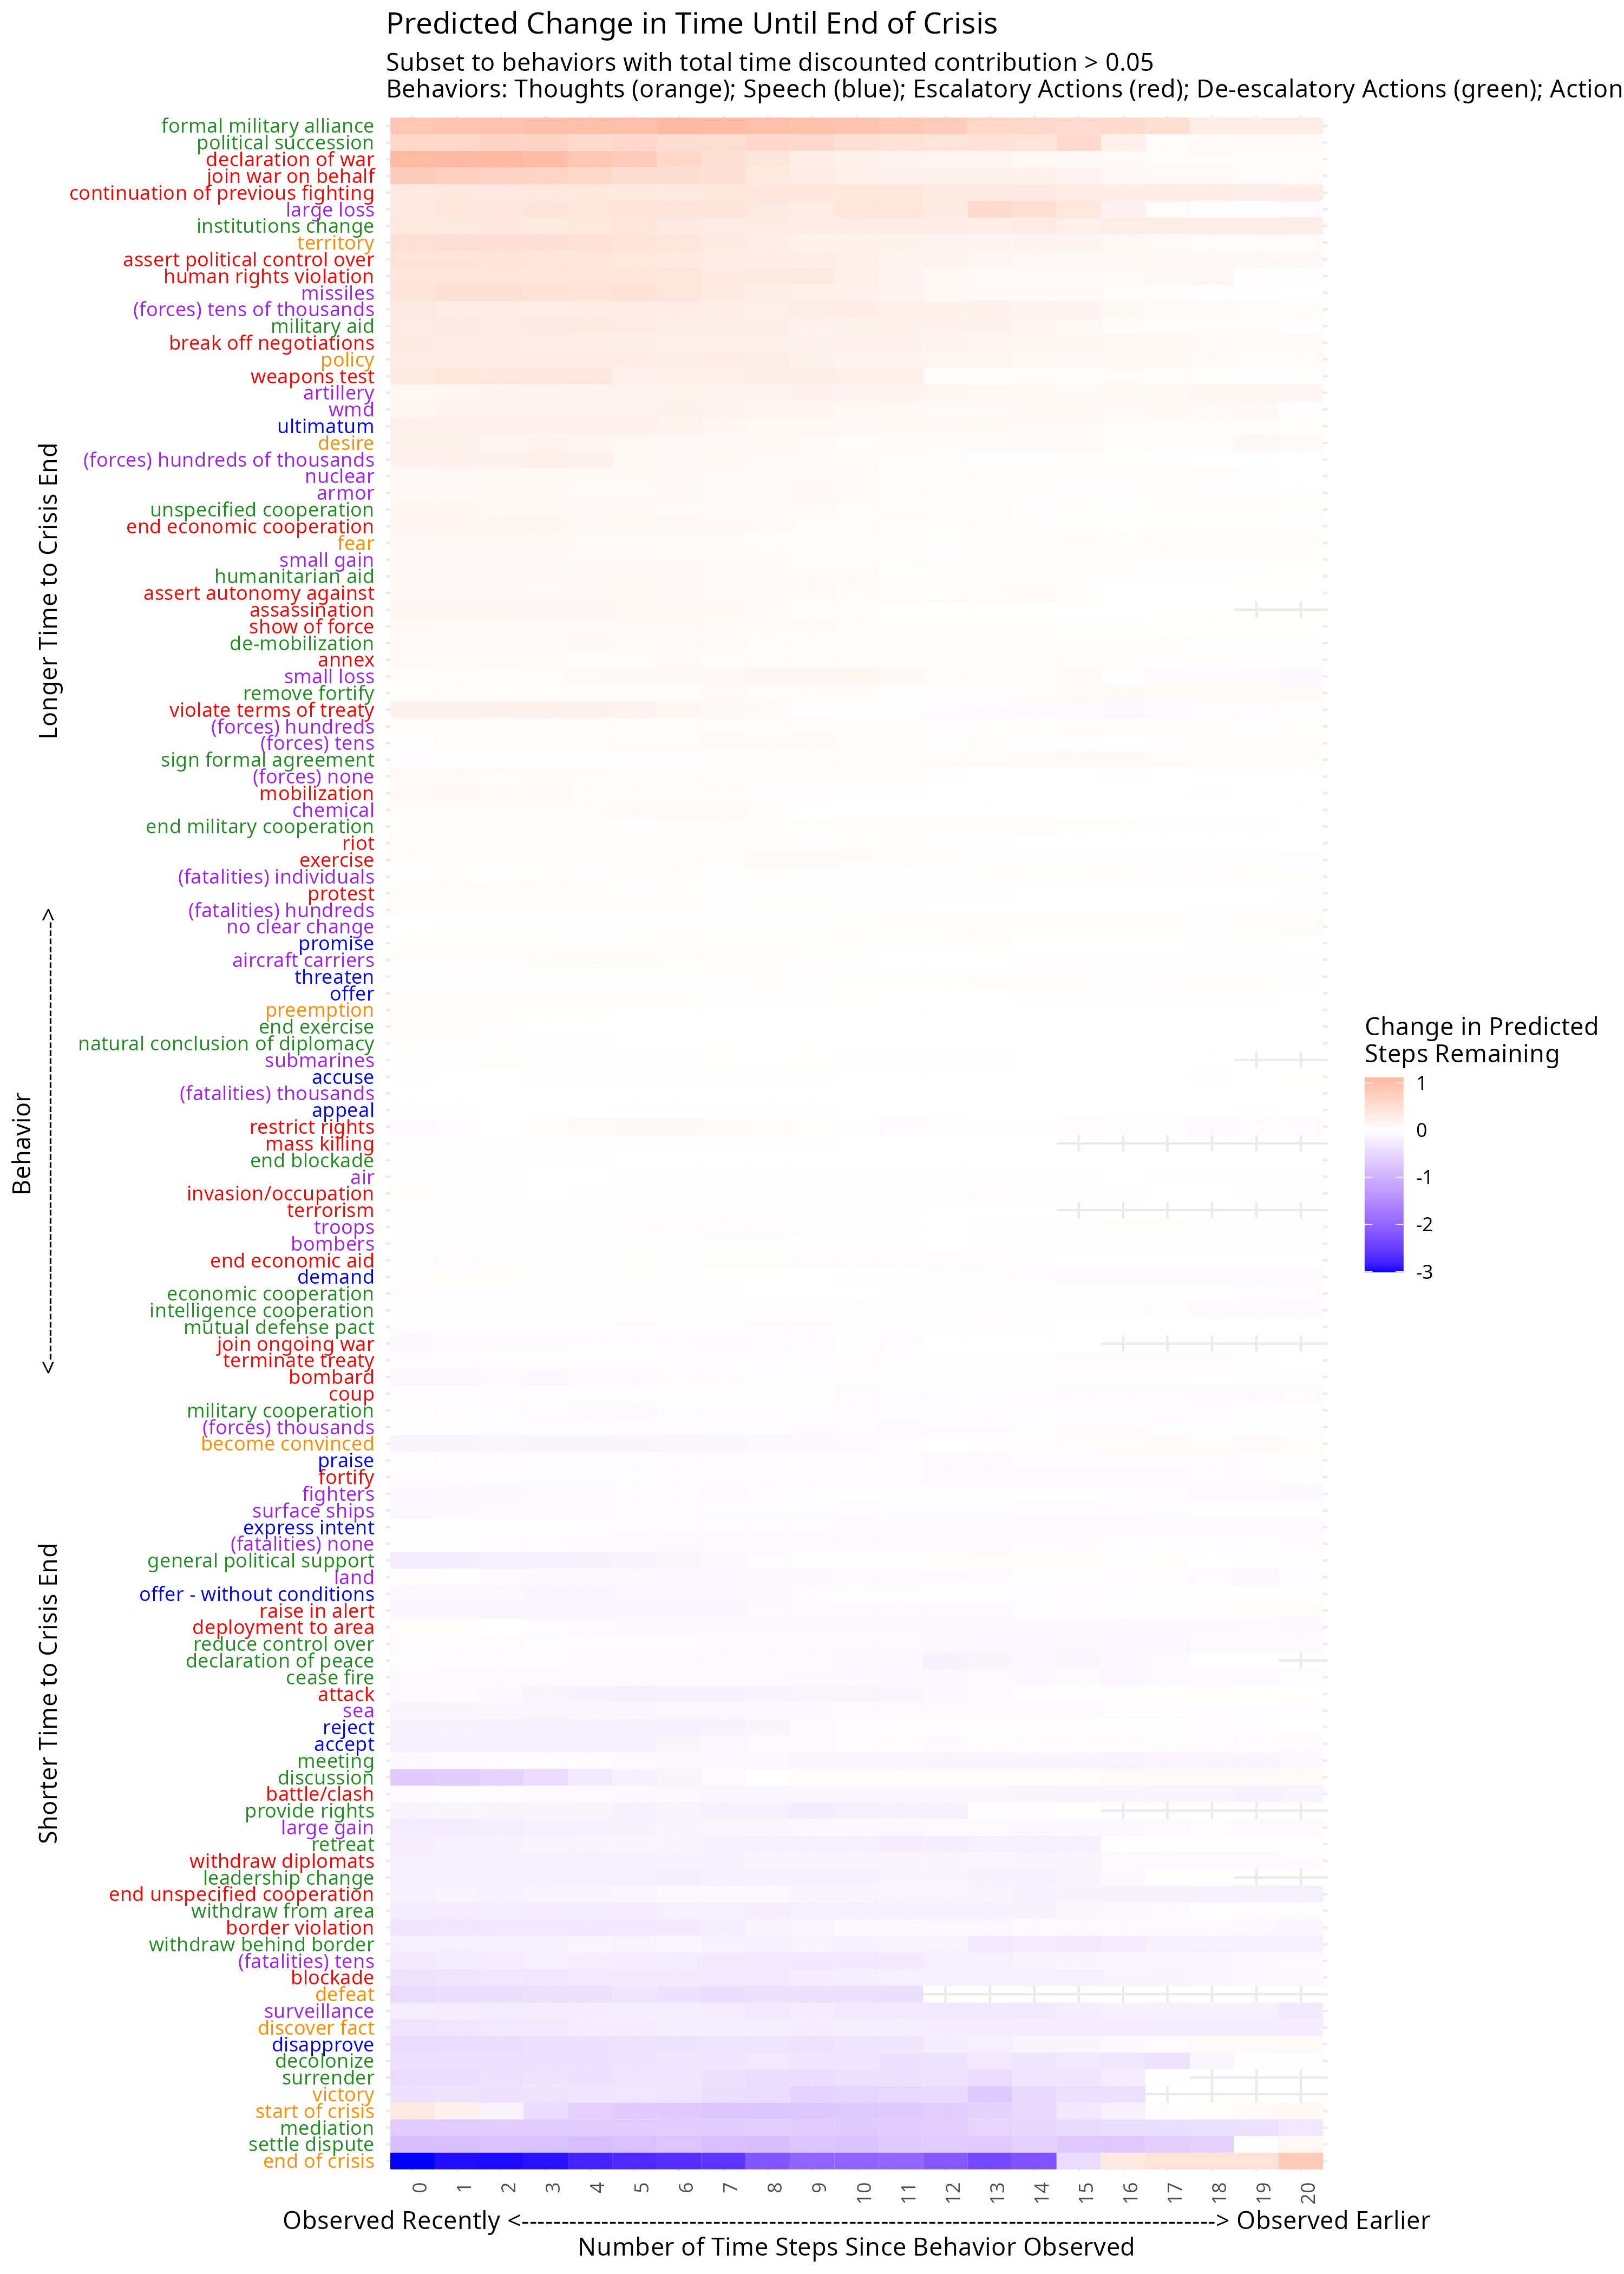 Predicted Change in Time Until End of Crisis
Subset to behaviors with total time discounted contribution > 0.05
Behaviors: Thoughts (orange); Speech (blue); Escalatory Actions (red); De-escalatory Actions (green); Action
formal military alliance
political succession
declaration of war
join war on behalf
continuation of previous fighting
large loss
institutions change
territory
assert political control over
human rights violation
missiles
(forces) tens of thousands
military aid
break off negotiations
policy
weapons test
artillery
wmd
ultimatum
desire
(forces) hundreds of thousands
nuclear
armor
unspecified cooperation
end economic cooperation
fear
small gain
humanitarian aid
assert autonomy against
assassination
show of force
de-mobilization
annex
small loss
remove fortify
violate terms of treaty
(forces) hundreds
(forces) tens
sign formal agreement
(forces) none
mobilization
chemical
end military cooperation
riot
exercise
(fatalities) individuals
protest
(fatalities) hundreds
no clear change
promise
aircraft carriers
threaten
offer
preemption
end exercise
natural conclusion of diplomacy
submarines
accuse
(fatalities) thousands
appeal
restrict rights
mass killing
end blockade
air
invasion/occupation
terrorism
troops
bombers
end economic aid
demand
economic cooperation
intelligence cooperation
mutual defense pact
join ongoing war
terminate treaty
bombard
coup
military cooperation
(forces) thousands
become convinced
praise
fortify
fighters
surface ships
express intent
(fatalities) none
general political support
land
offer - without conditions
raise in alert
deployment to area
reduce control over
declaration of peace
cease fire
attack
sea
reject
accept
meeting
discussion
battle/clash
provide rights
large gain
retreat
withdraw diplomats
leadership change
end unspecified cooperation
withdraw from area
border violation
withdraw behind border
(fatalities) tens
blockade
defeat
surveillance
discover fact
disapprove
decolonize
surrender
victory
start of crisis
mediation
settle dispute
end of crisis
0 1 2 3 4 5 6 7 8 9 10 11 12 13 14 15 16 17 18 19 20
Observed Recently <----------------------------------------------------------------------------------------> Observed Earlier
Number of Time Steps Since Behavior Observed
Behavior
Shorter Time to Crisis End <----------------------------------------------------------> Longer Time to Crisis End
Change in Predicted
Steps Remaining
1
0
-1
-2
-3